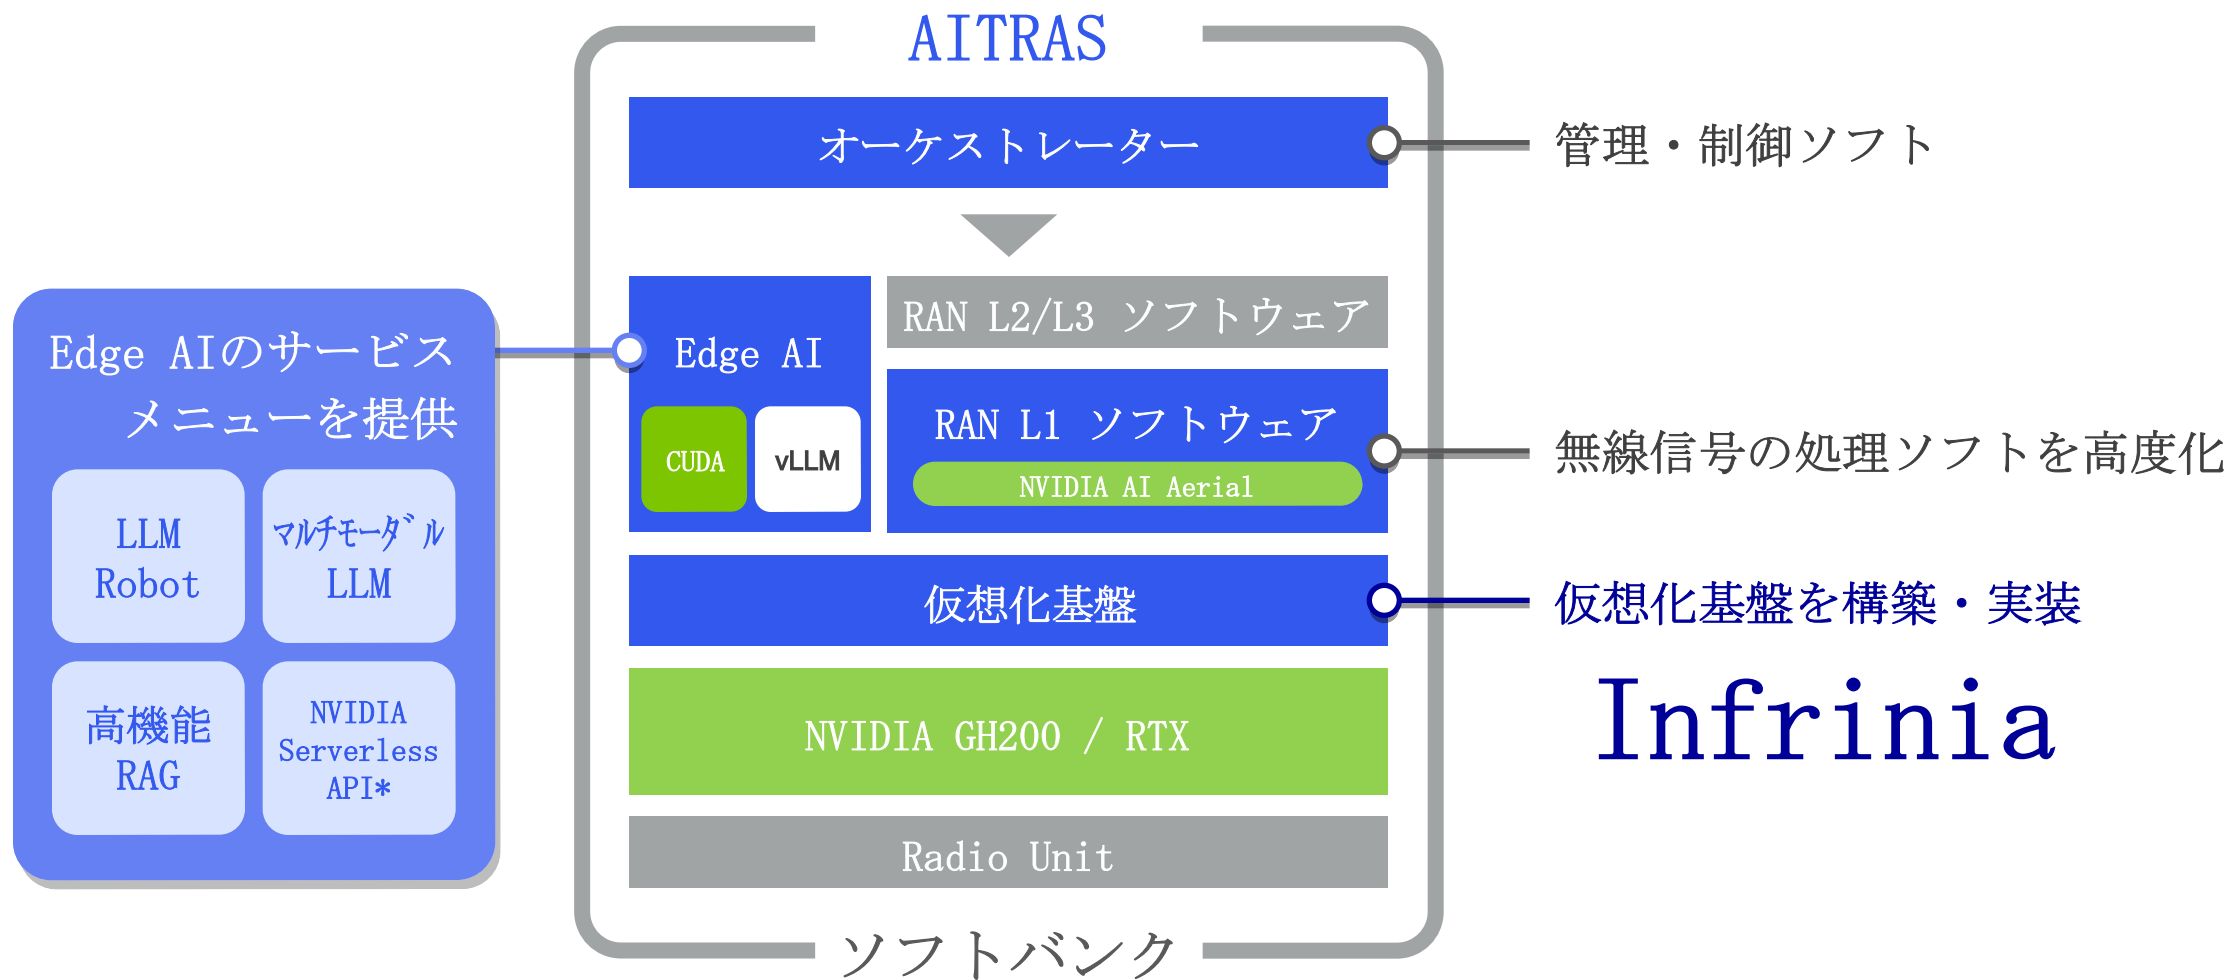 AITRAS
オーケストレーター
管理・制御ソフト
Edge AIのサービス
メニューを提供
LLM
Robot
マルチモーダル
LLM
高機能
RAG
NVIDIA
Serverless
API*
Edge AI
CUDA
vLLM
RAN L2/L3 ソフトウェア
RAN L1 ソフトウェア
NVIDIA AI Aerial
無線信号の処理ソフトを高度化
仮想化基盤
仮想化基盤を構築・実装
Infrinia
NVIDIA GH200 / RTX
Radio Unit
ソフトバンク